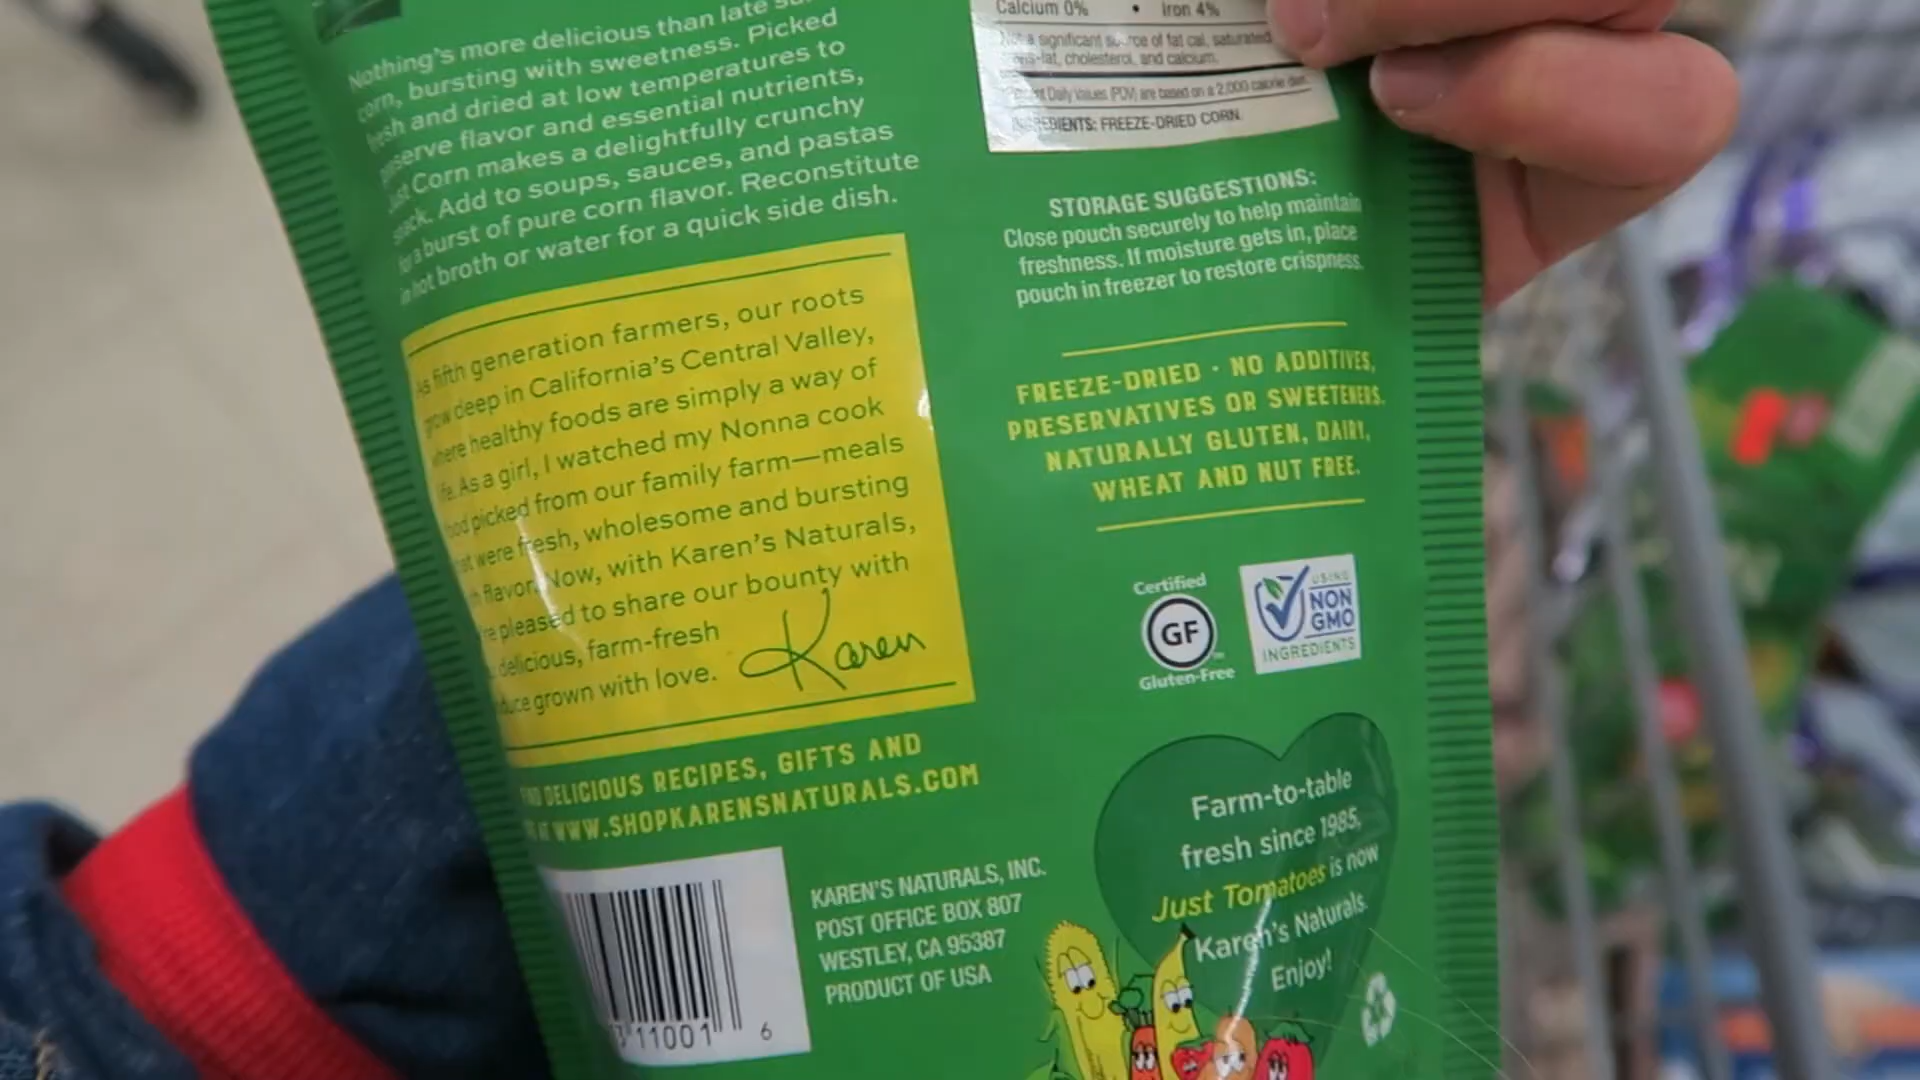 Nothing's more delicious than late
corn, bursting with sweetness. Picked
fresh and dried at low temperatures to
preserve flavor and essential nutrients,
Just Corn makes a delightfully crunchy
snack. Add to soups, sauces, and pastas
for a burst of pure corn flavor. Reconstitute
in hot broth or water for a quick side dish.
As fifth generation farmers, our roots
grow deep in California's Central Valley,
where healthy foods are simply a way of
life. As a girl, I watched my Nonna cook
food picked from our family farm—meals
that were fresh, wholesome and bursting
with flavor. Now, with Karen's Naturals,
pleased to share our bounty with
delicious, farm-fresh
produce grown with love.
Karen
FIND DELICIOUS RECIPES, GIFTS AND
AT WWW.SHOPKARENSNATURALS.COM
11001 6
KAREN'S NATURALS, INC.
POST OFFICE BOX 807
WESTLEY, CA 95387
PRODUCT OF USA
Calcium 0% • Iron 4%
Not a significant source of fat cal, saturated
trans-fat, cholesterol, and calcium.
Percent Daily Values (PDV) are based on a 2,000 calorie diet.
INGREDIENTS: FREEZE-DRIED CORN.
STORAGE SUGGESTIONS:
Close pouch securely to help maintain
freshness. If moisture gets in, place
pouch in freezer to restore crispness.
FREEZE-DRIED · NO ADDITIVES,
PRESERVATIVES OR SWEETENERS.
NATURALLY GLUTEN, DAIRY,
WHEAT AND NUT FREE.
Certified
GF
Gluten-Free
USING
NON
GMO
INGREDIENTS
Farm-to-table
fresh since 1985,
Just Tomatoes is now
Karen's Naturals.
Enjoy!